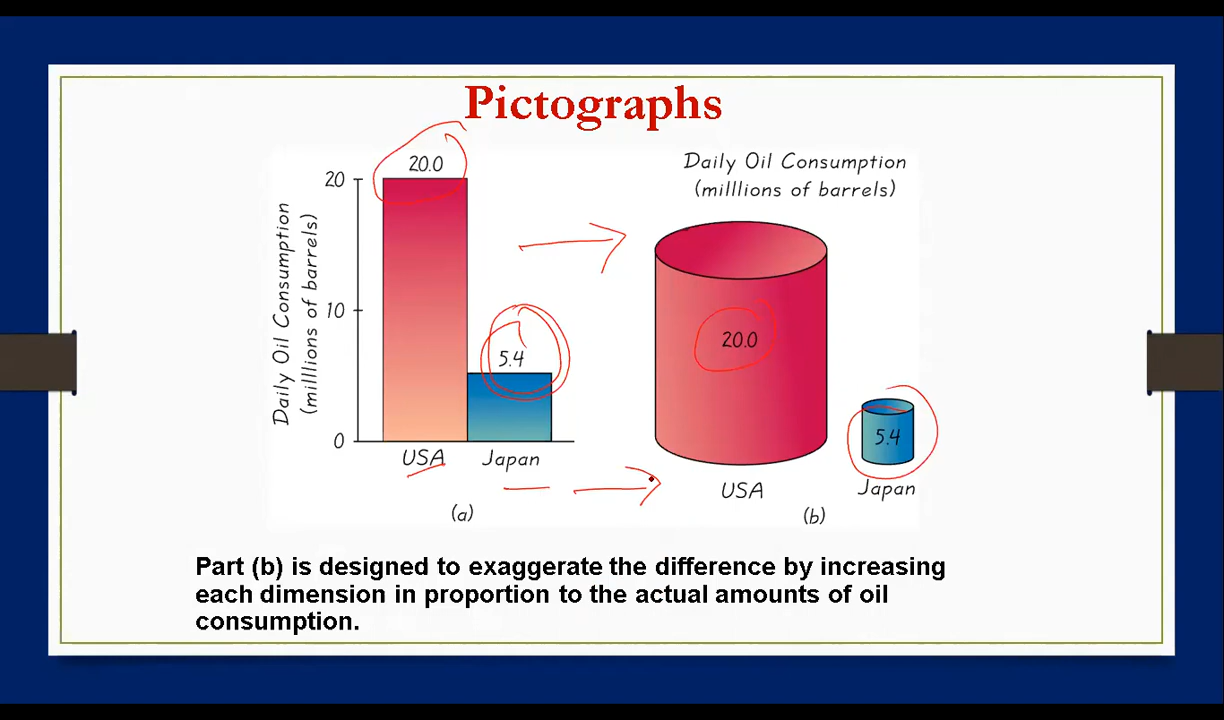 Pictographs
20.0
20
10
0
Daily Oil Consumption
(milllions of barrels)
5.4
USA
Japan
(a)
Daily Oil Consumption
(milllions of barrels)
20.0
5.4
USA
Japan
(b)
Part (b) is designed to exaggerate the difference by increasing
each dimension in proportion to the actual amounts of oil
consumption.